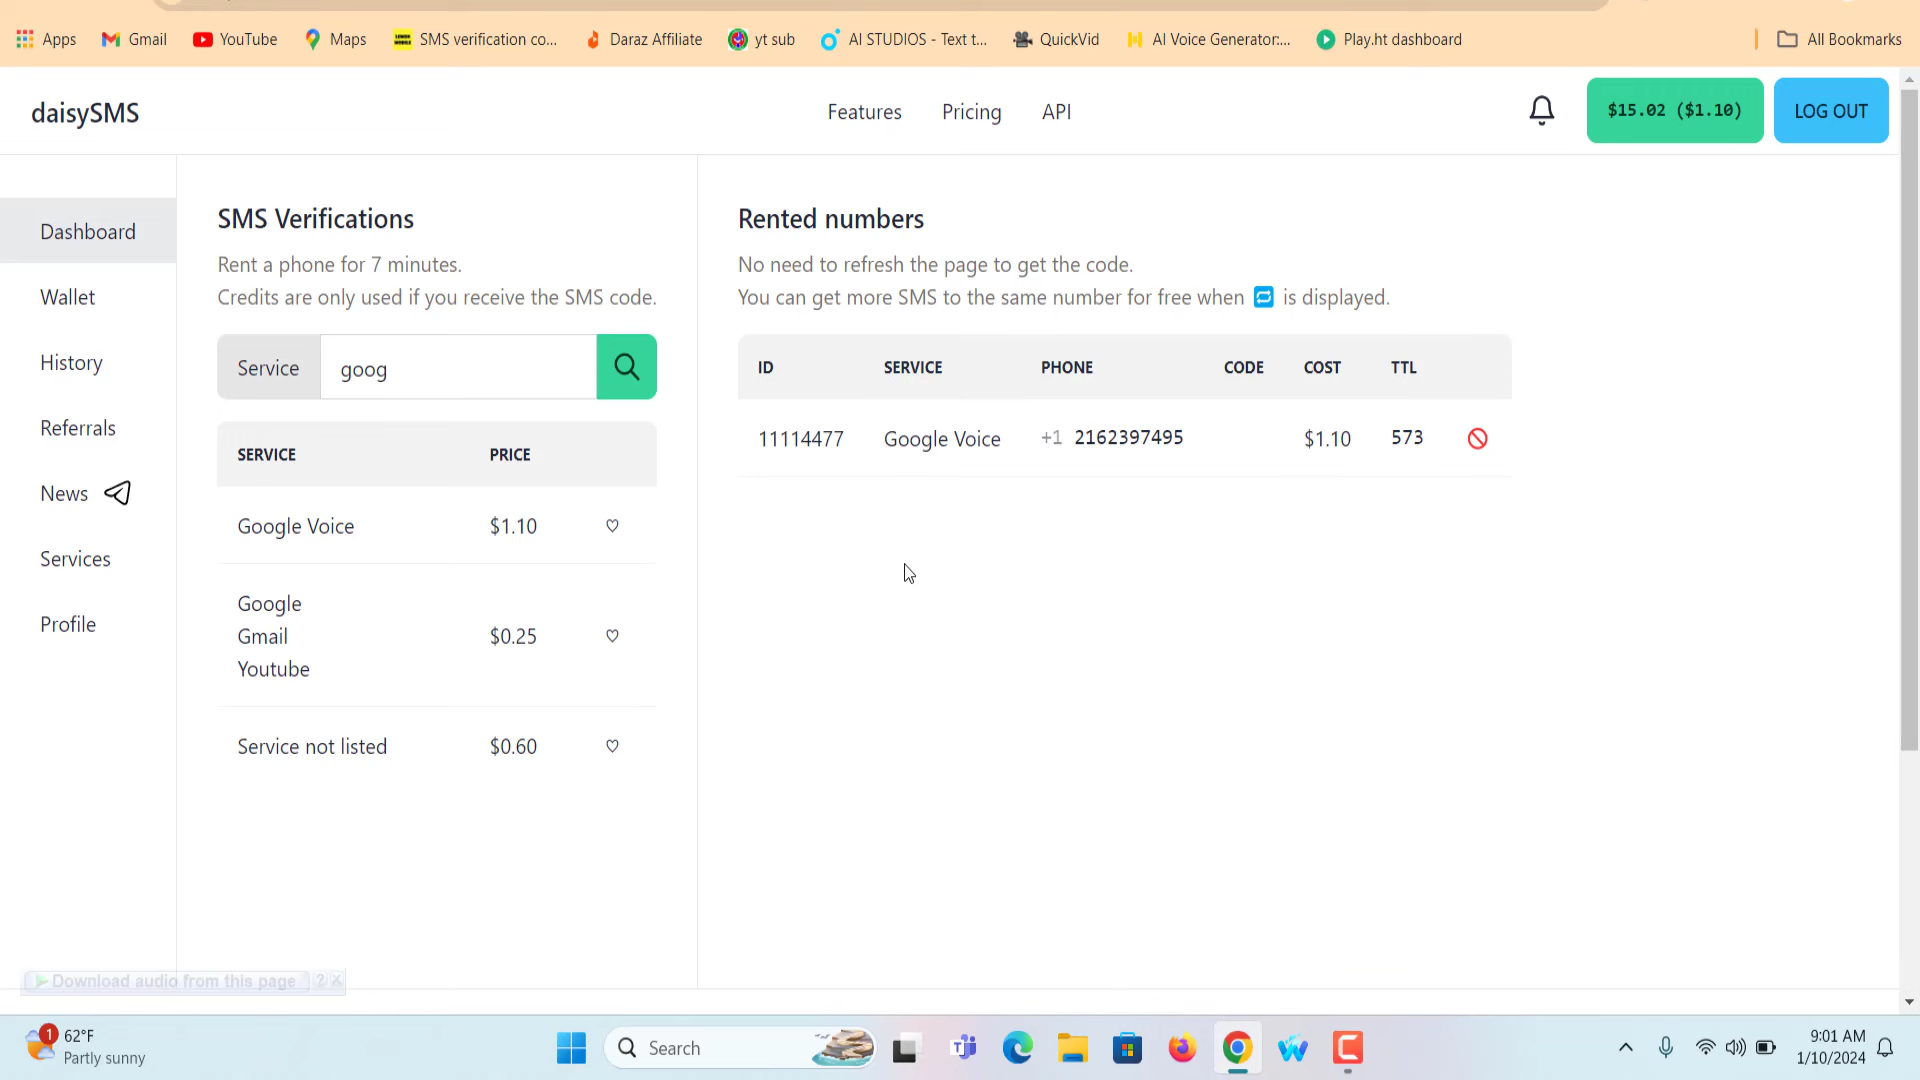 Apps Gmail YouTube Maps SMS verification co... Daraz Affiliate yt sub AI STUDIOS - Text t... QuickVid AI Voice Generator:... Play.ht dashboard All Bookmarks
daisySMS Features Pricing API $15.02 ($1.10) LOG OUT
Dashboard
Wallet
History
Referrals
News
Services
Profile
SMS Verifications
Rent a phone for 7 minutes.
Credits are only used if you receive the SMS code.
Service goog
SERVICE PRICE
Google Voice $1.10
Google
Gmail $0.25
Youtube
Service not listed $0.60
Rented numbers
No need to refresh the page to get the code.
You can get more SMS to the same number for free when is displayed.
ID SERVICE PHONE CODE COST TTL
11114477 Google Voice +1 2162397495 $1.10 573
Download audio from this page ? X
1 62°F
Partly sunny
Search
9:01 AM
1/10/2024